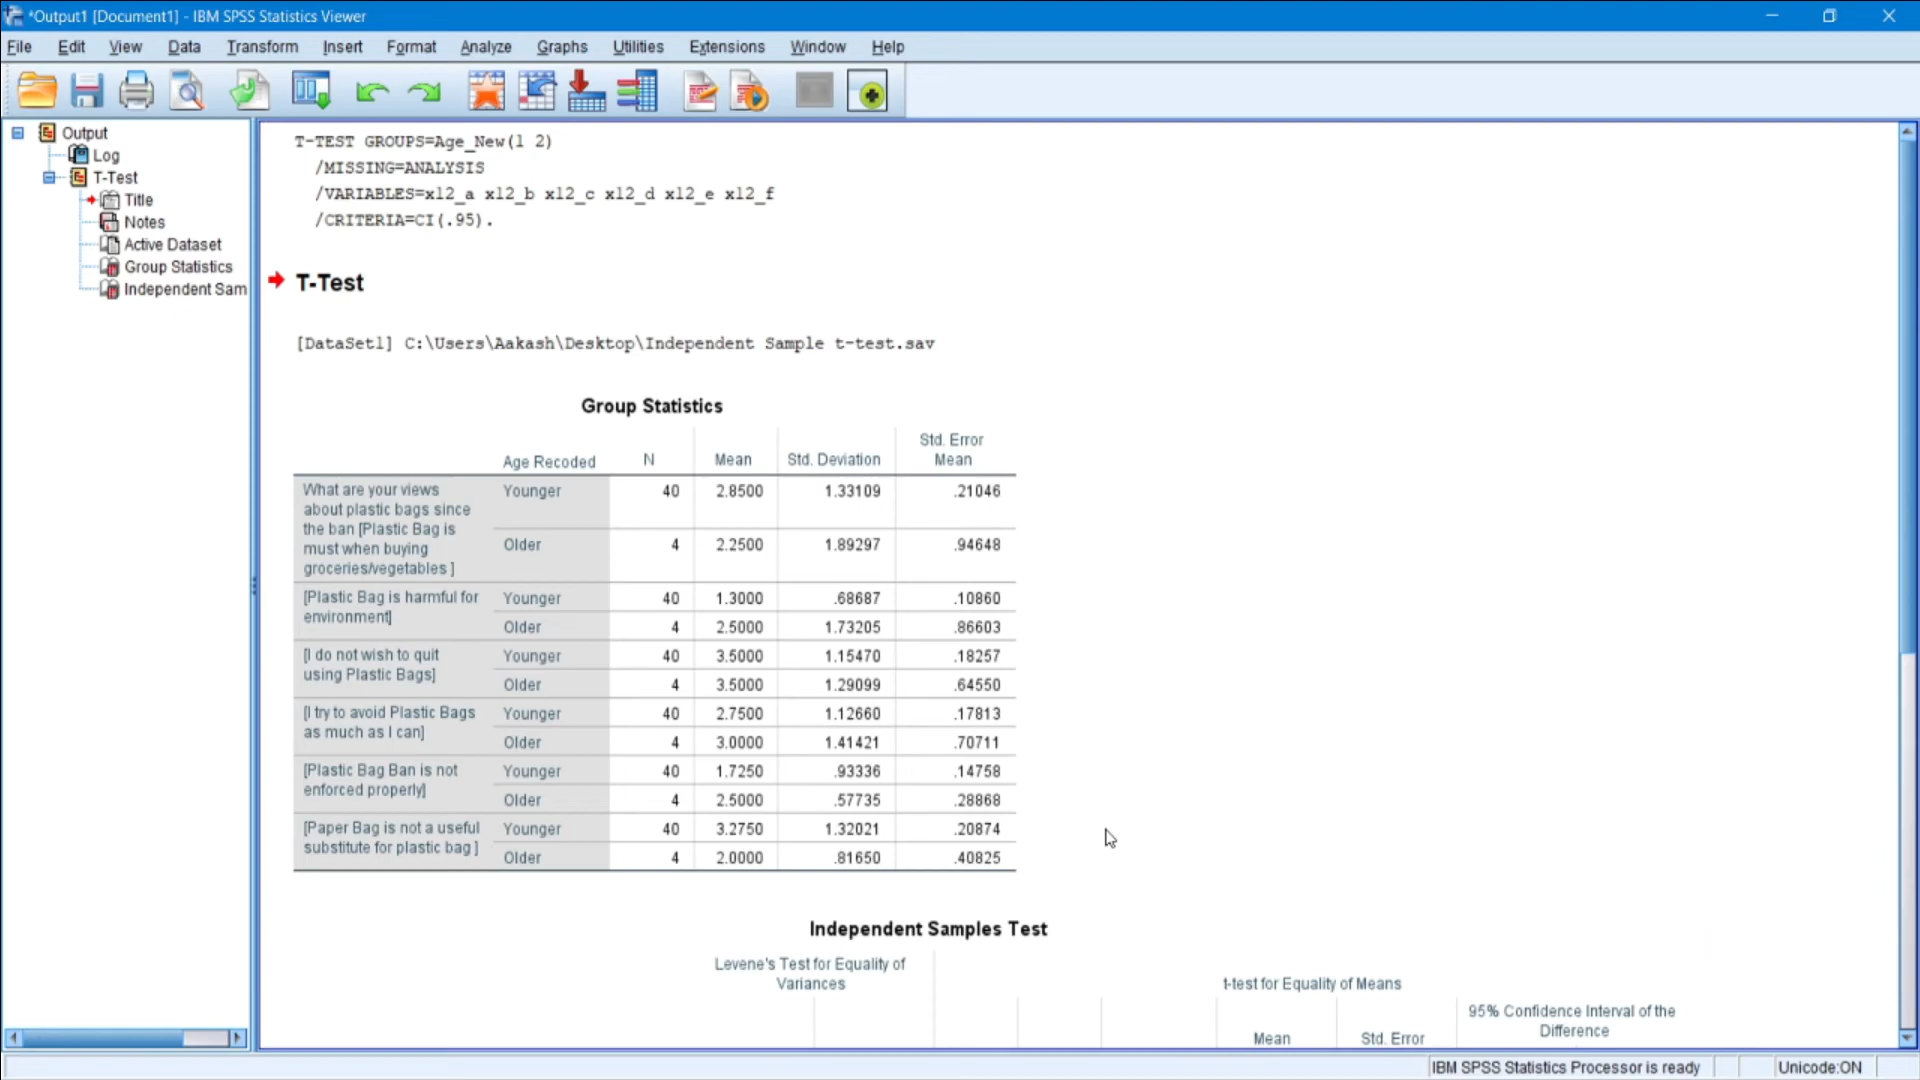 *Output1 [Document1] - IBM SPSS Statistics Viewer
File Edit View Data Transform Insert Format Analyze Graphs Utilities Extensions Window Help
Output
Log
T-Test
Title
Notes
Active Dataset
Group Statistics
Independent Sam
T-TEST GROUPS=Age_New(1 2)
/MISSING=ANALYSIS
/VARIABLES=x12_a x12_b x12_c x12_d x12_e x12_f
/CRITERIA=CI(.95).
T-Test
[DataSet1] C:\Users\Aakash\Desktop\Independent Sample t-test.sav
Group Statistics
Age Recoded N Mean Std. Deviation Std. Error
Mean
What are your views Younger 40 2.8500 1.33109 .21046
about plastic bags since
the ban [Plastic Bag is
must when buying Older 4 2.2500 1.89297 .94648
groceries/vegetables ]
[Plastic Bag is harmful for Younger 40 1.3000 .68687 .10860
environment] Older 4 2.5000 1.73205 .86603
[I do not wish to quit Younger 40 3.5000 1.15470 .18257
using Plastic Bags] Older 4 3.5000 1.29099 .64550
[I try to avoid Plastic Bags Younger 40 2.7500 1.12660 .17813
as much as I can] Older 4 3.0000 1.41421 .70711
[Plastic Bag Ban is not Younger 40 1.7250 .93336 .14758
enforced properly] Older 4 2.5000 .57735 .28868
[Paper Bag is not a useful Younger 40 3.2750 1.32021 .20874
substitute for plastic bag ] Older 4 2.0000 .81650 .40825
Independent Samples Test
Levene's Test for Equality of
Variances
t-test for Equality of Means
95% Confidence Interval of the
Difference
Mean Std. Error
IBM SPSS Statistics Processor is ready Unicode:ON